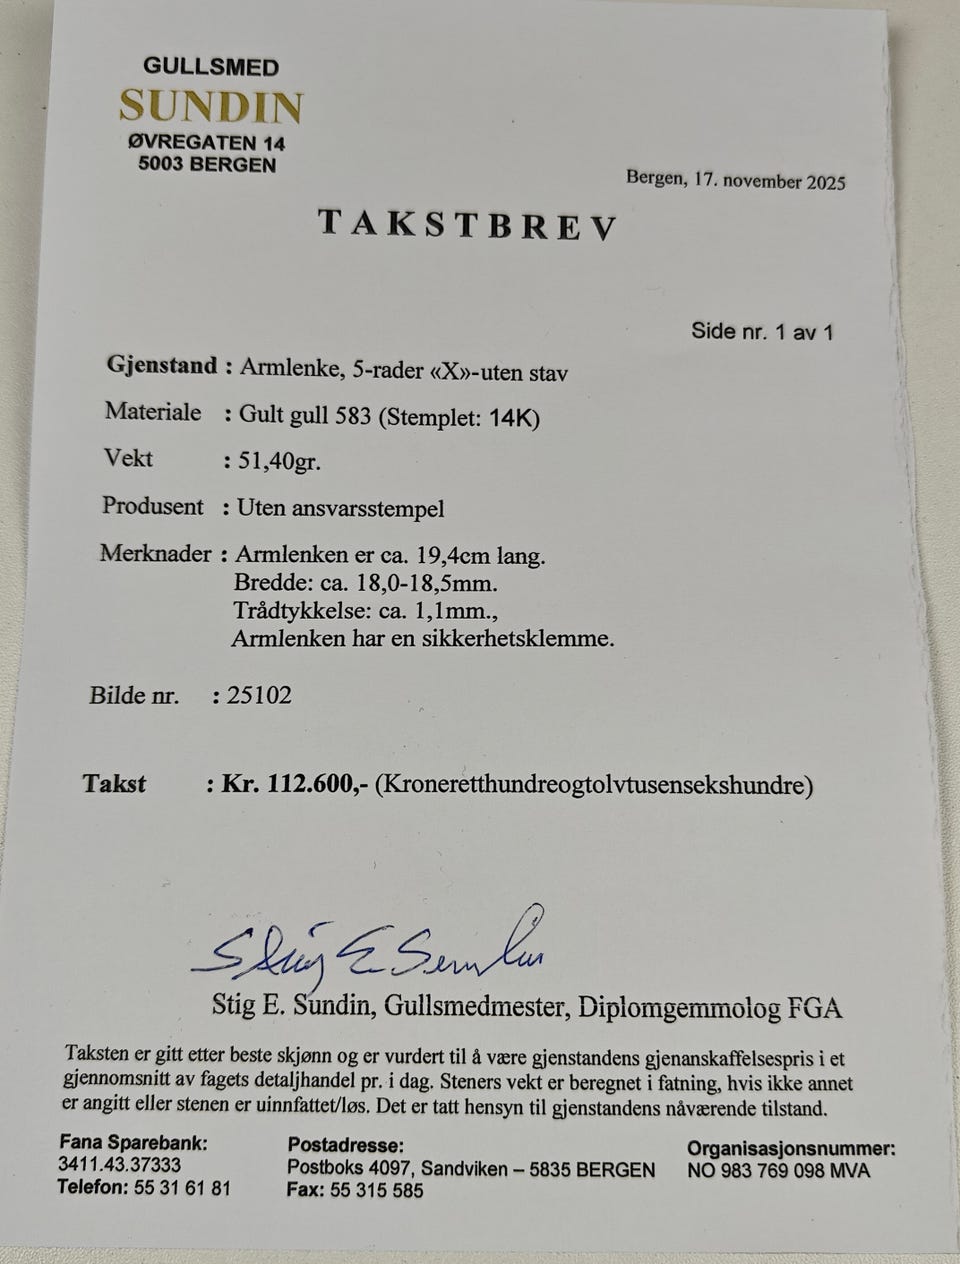 GULLSMED
SUNDIN
ØVREGATEN 14
5003 BERGEN
Bergen, 17. november 2025
TAKSTBREV
Side nr. 1 av 1
Gjenstand : Armlenke, 5-rader «X»-uten stav
Materiale : Gult gull 583 (Stemplet: 14K)
Vekt : 51,40gr.
Produsent : Uten ansvarsstempel
Merknader : Armlenken er ca. 19,4cm lang.
Bredde: ca. 18,0-18,5mm.
Trådtykkelse: ca. 1,1mm.,
Armlenken har en sikkerhetsklemme.
Bilde nr. : 25102
Takst : Kr. 112.600,- (Kroneretthundreogtolvtusensekshundre)
Stig E Sundin
Stig E. Sundin, Gullsmedmester, Diplomgemmolog FGA
Taksten er gitt etter beste skjønn og er vurdert til å være gjenstandens gjenanskaffelsespris i et
gjennomsnitt av fagets detaljhandel pr. i dag. Steners vekt er beregnet i fatning, hvis ikke annet
er angitt eller stenen er uinnfattet/løs. Det er tatt hensyn til gjenstandens nåværende tilstand.
Fana Sparebank:
3411.43.37333
Telefon: 55 31 61 81
Postadresse:
Postboks 4097, Sandviken – 5835 BERGEN
Fax: 55 315 585
Organisasjonsnummer:
NO 983 769 098 MVA